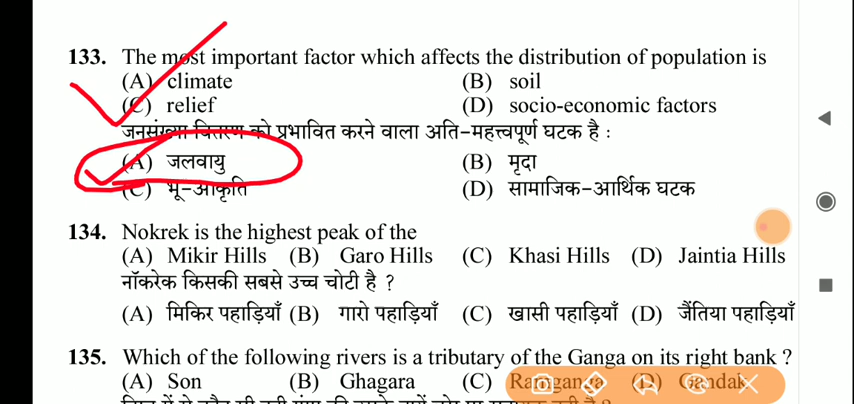 133. The most important factor which affects the distribution of population is
(A) climate (B) soil
(C) relief (D) socio-economic factors
जनसंख्या वितरण को प्रभावित करने वाला अति-महत्त्वपूर्ण घटक है :
(A) जलवायु (B) मृदा
(C) भू-आकृति (D) सामाजिक-आर्थिक घटक
134. Nokrek is the highest peak of the
(A) Mikir Hills (B) Garo Hills (C) Khasi Hills (D) Jaintia Hills
नॉकरेक किसकी सबसे उच्च चोटी है ?
(A) मिकिर पहाड़ियाँ (B) गारो पहाड़ियाँ (C) खासी पहाड़ियाँ (D) जैंतिया पहाड़ियाँ
135. Which of the following rivers is a tributary of the Ganga on its right bank ?
(A) Son (B) Ghagara (C) Ramganga (D) Gandak